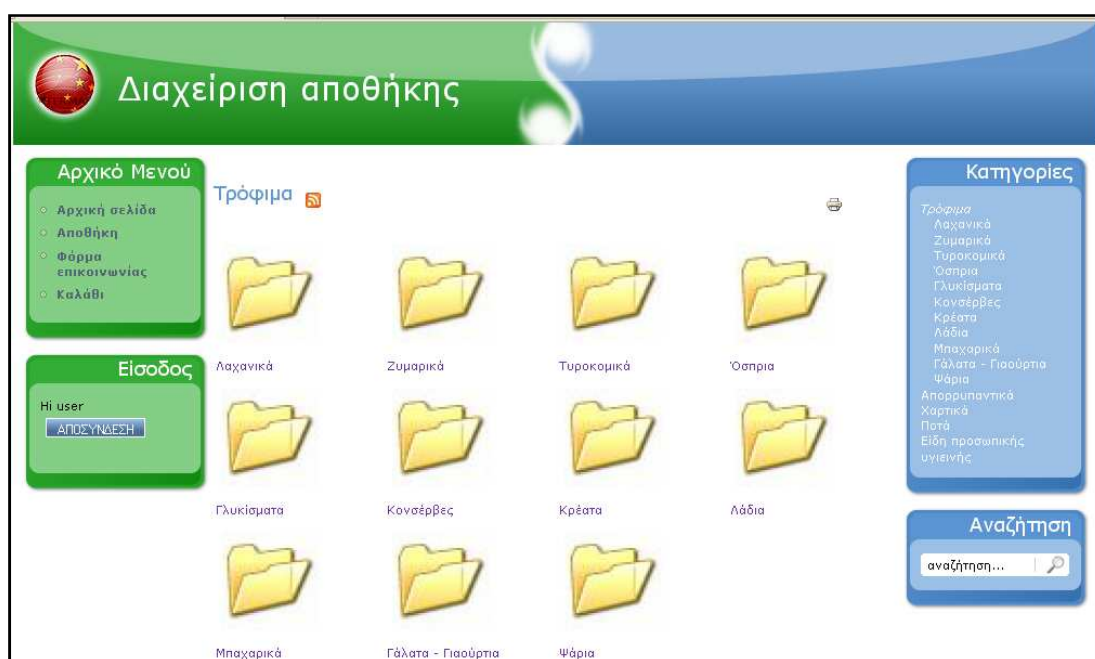 Διαχείριση αποθήκης
Αρχικό Μενού
Αρχική σελίδα
Αποθήκη
Φόρμα
επικοινωνίας
Καλάθι
Είσοδος
Hi user
ΑΠΟΣΥΝΔΕΣΗ
Τρόφιμα
Λαχανικά
Ζυμαρικά
Τυροκομικά
Όσπρια
Γλυκίσματα
Κονσέρβες
Κρέατα
Λάδια
Μπαχαρικά
Γάλατα - Γιαούρτια
Ψάρια
Κατηγορίες
Τρόφιμα
Λαχανικά
Ζυμαρικά
Τυροκομικά
Όσπρια
Γλυκίσματα
Κονσέρβες
Κρέατα
Λάδια
Μπαχαρικά
Γάλατα - Γιαούρτια
Ψάρια
Απορρυπαντικά
Χαρτικά
Ποτά
Είδη προσωπικής
υγιεινής
Αναζήτηση
αναζήτηση...